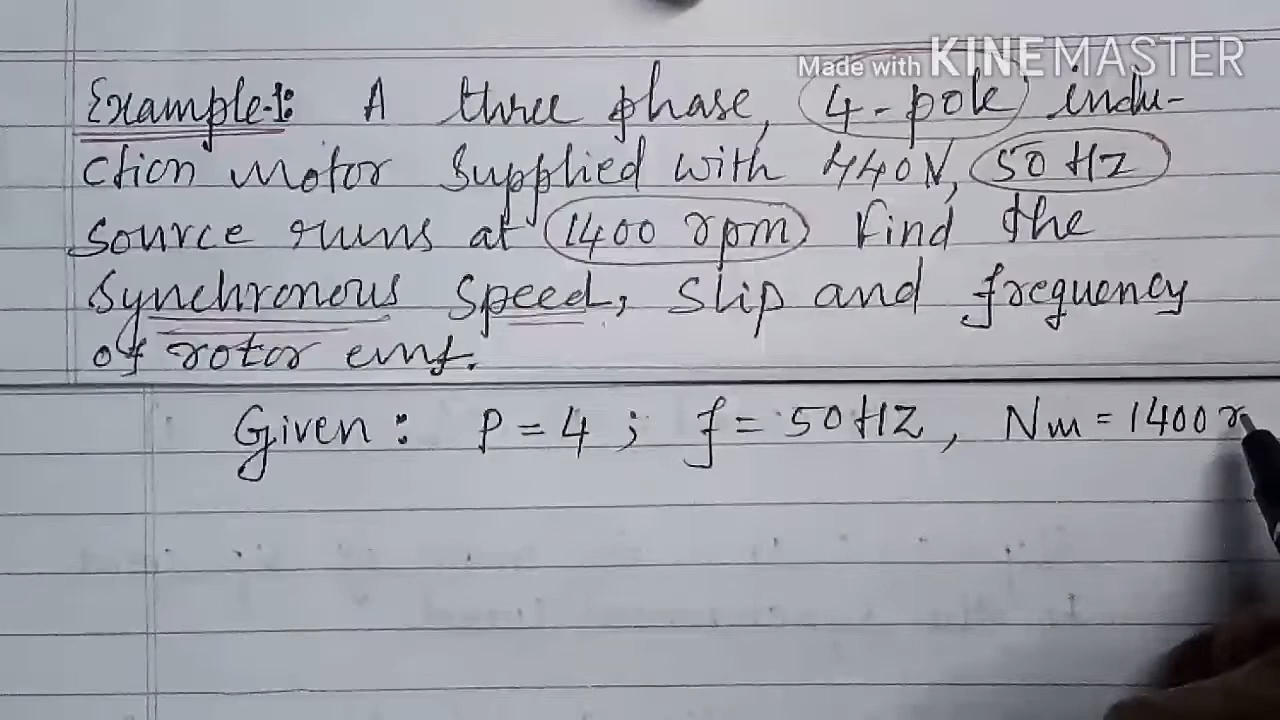 Made with KINEMASTER
Example-1: A three phase, 4-pole indu-
ction motor supplied with 440V, 50 Hz
source runs at 1400 rpm Find the
synchronous speed, slip and frequency
of rotor emf.
Given: P = 4 ; f = 50 HZ, Nm = 1400 r